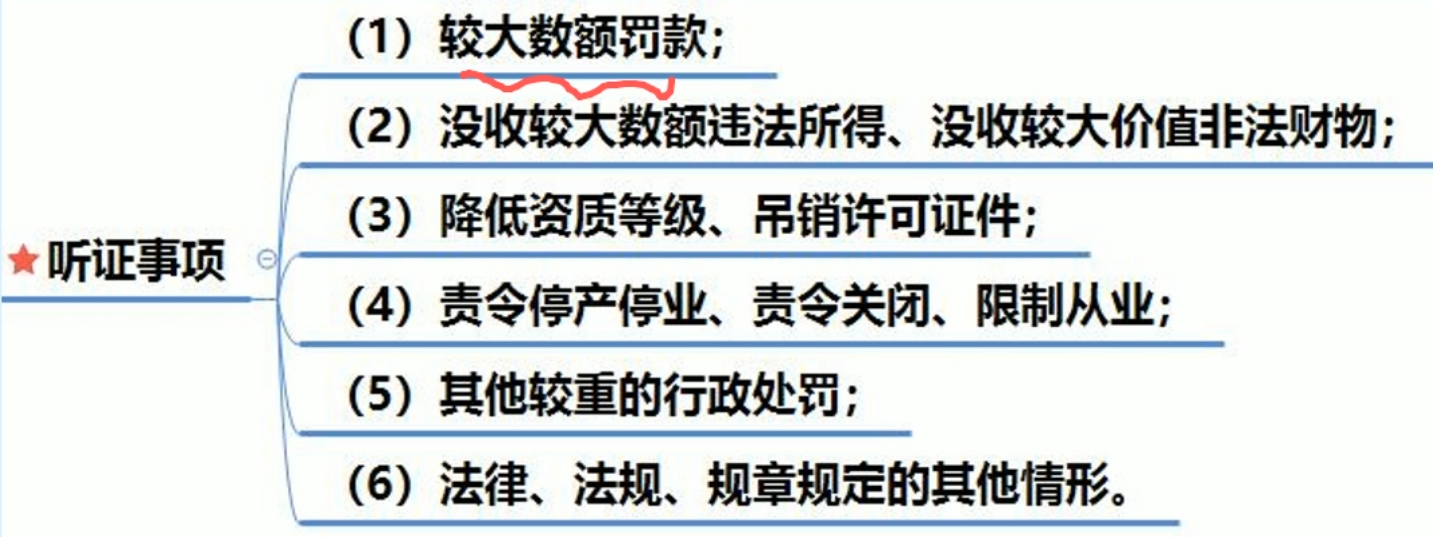 （1）较大数额罚款；
（2）没收较大数额违法所得、没收较大价值非法财物；
（3）降低资质等级、吊销许可证件；
听证事项
（4）责令停产停业、责令关闭、限制从业；
（5）其他较重的行政处罚；
（6）法律、法规、规章规定的其他情形。